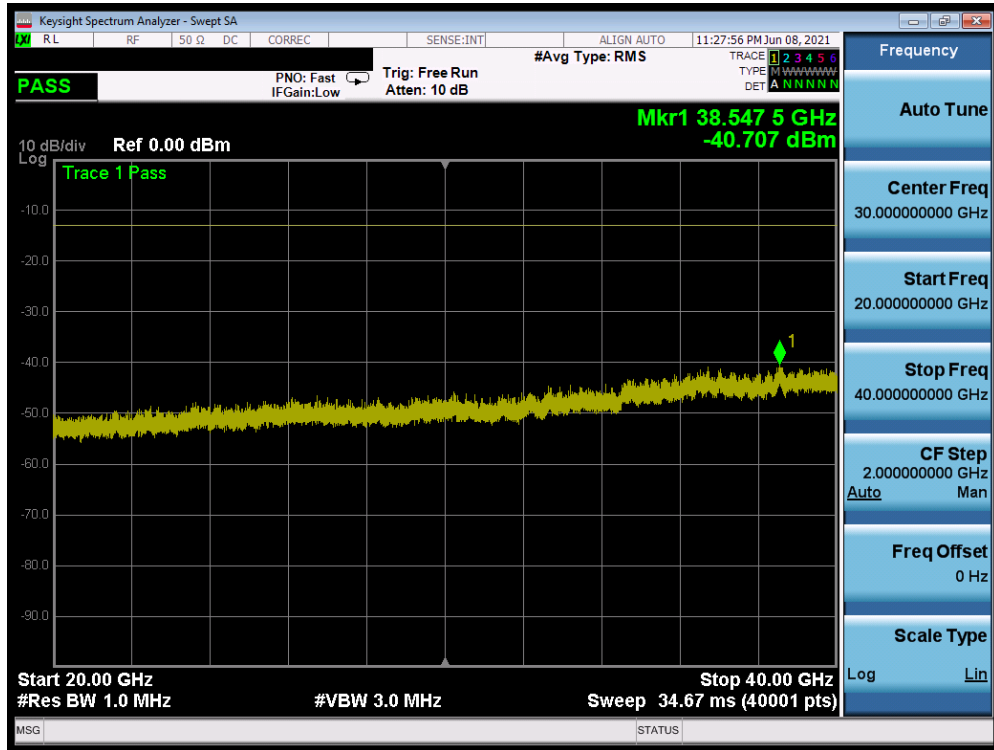 Keysight Spectrum Analyzer - Swept SA
LXI RL RF 50 Ω DC CORREC SENSE:INT ALIGN AUTO 11:27:56 PM Jun 08, 2021
PASS
PNO: Fast
IFGain:Low
Trig: Free Run
Atten: 10 dB
#Avg Type: RMS
TRACE 1 2 3 4 5 6
TYPE M WWWWW
DET A N N N N N
Mkr1 38.547 5 GHz
-40.707 dBm
10 dB/div Ref 0.00 dBm
Log
Trace 1 Pass
-10.0
-20.0
-30.0
1
-40.0
-50.0
-60.0
-70.0
-80.0
-90.0
Start 20.00 GHz Stop 40.00 GHz
#Res BW 1.0 MHz #VBW 3.0 MHz Sweep 34.67 ms (40001 pts)
MSG STATUS
Frequency
Auto Tune
Center Freq
30.000000000 GHz
Start Freq
20.000000000 GHz
Stop Freq
40.000000000 GHz
CF Step
2.000000000 GHz
Auto Man
Freq Offset
0 Hz
Scale Type
Log Lin